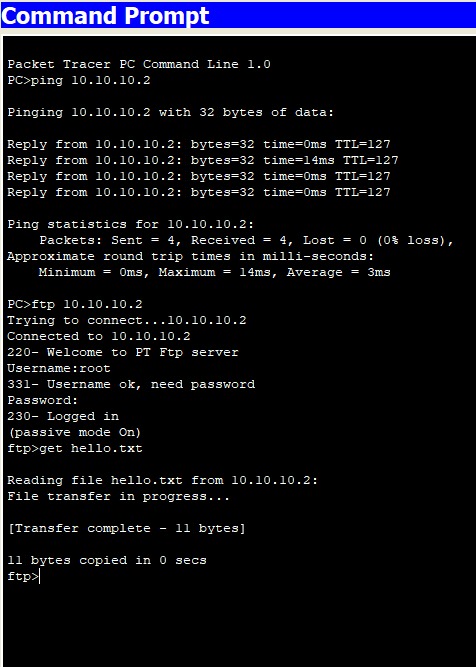 Command Prompt
Packet Tracer PC Command Line 1.0
PC>ping 10.10.10.2
Pinging 10.10.10.2 with 32 bytes of data:
Reply from 10.10.10.2: bytes=32 time=0ms TTL=127
Reply from 10.10.10.2: bytes=32 time=14ms TTL=127
Reply from 10.10.10.2: bytes=32 time=0ms TTL=127
Reply from 10.10.10.2: bytes=32 time=0ms TTL=127
Ping statistics for 10.10.10.2:
Packets: Sent = 4, Received = 4, Lost = 0 (0% loss),
Approximate round trip times in milli-seconds:
Minimum = 0ms, Maximum = 14ms, Average = 3ms
PC>ftp 10.10.10.2
Trying to connect...10.10.10.2
Connected to 10.10.10.2
220- Welcome to PT Ftp server
Username:root
331- Username ok, need password
Password:
230- Logged in
(passive mode On)
ftp>get hello.txt
Reading file hello.txt from 10.10.10.2:
File transfer in progress...
[Transfer complete - 11 bytes]
11 bytes copied in 0 secs
ftp>